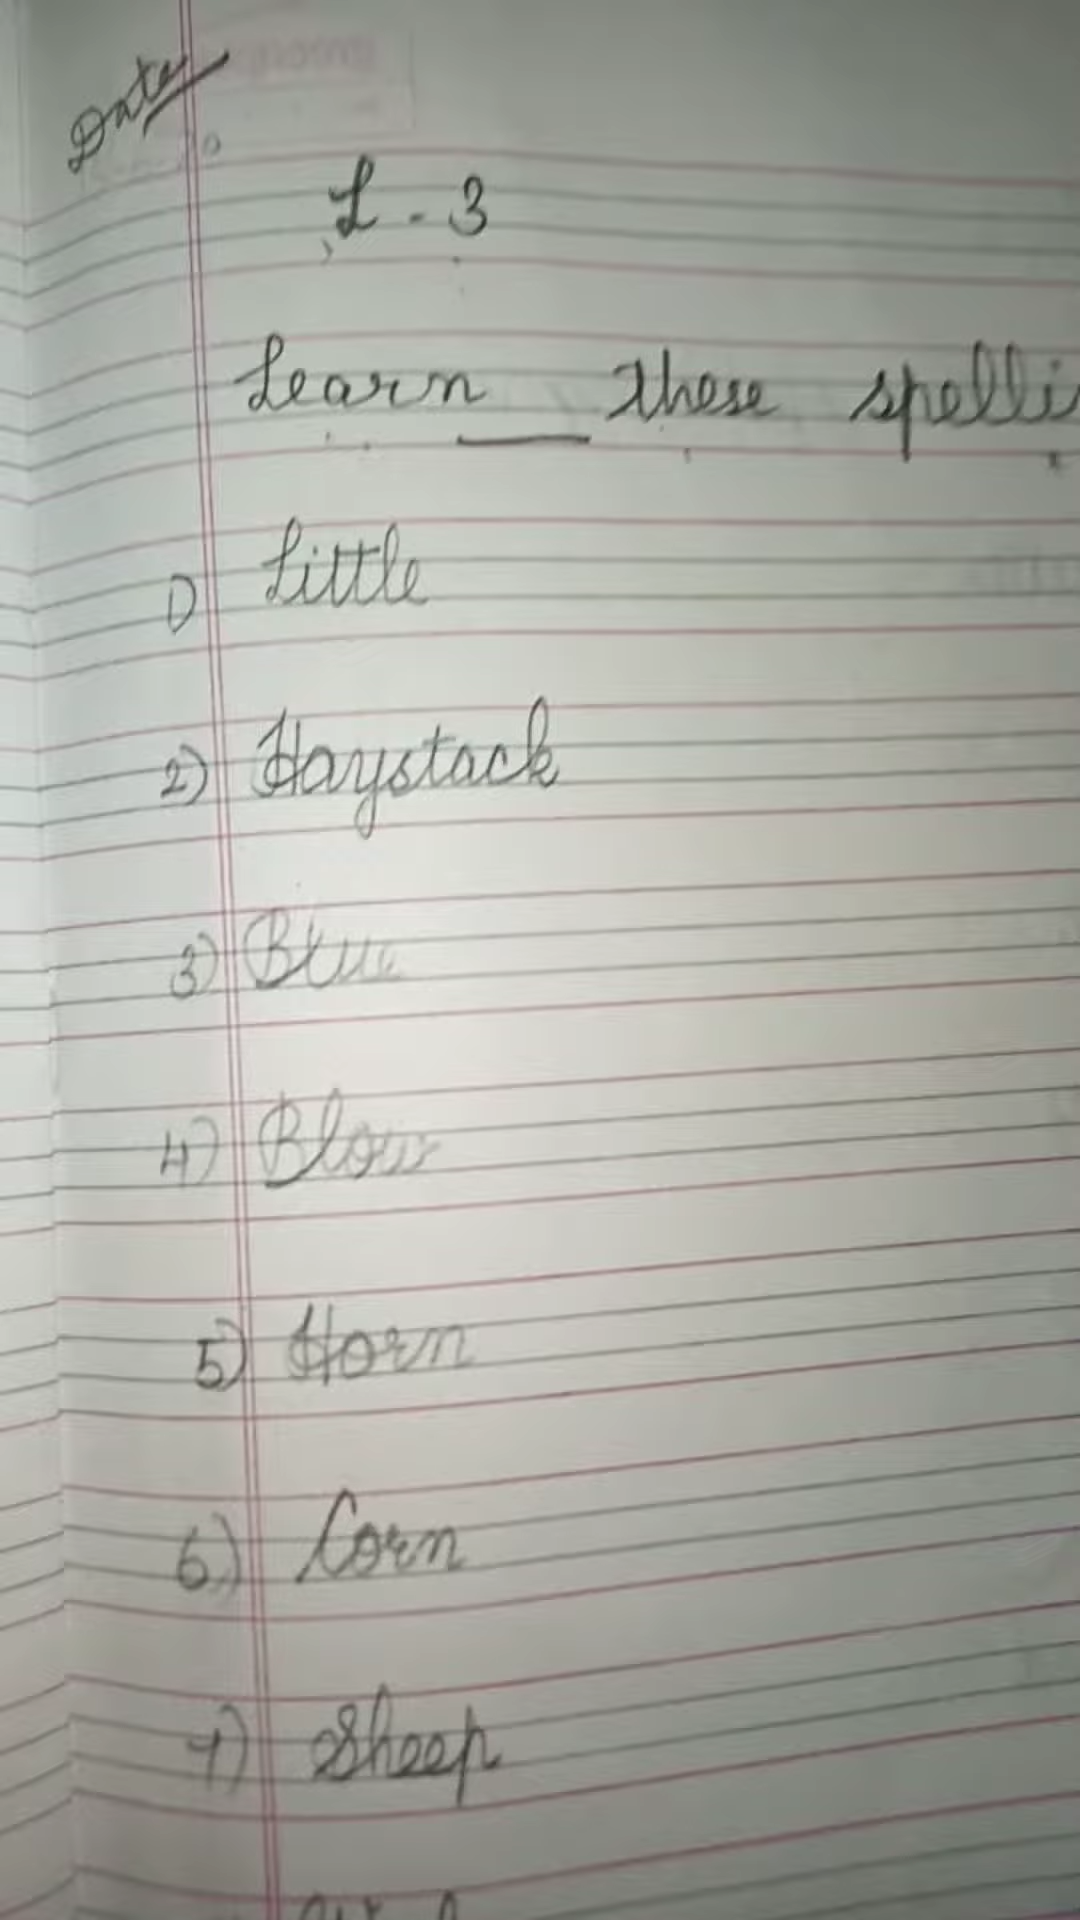 Date
L - 3
Learn these spelli
1) Little
2) Haystack
3) Blue
4) Blow
5) Horn
6) Corn
7) Sheep